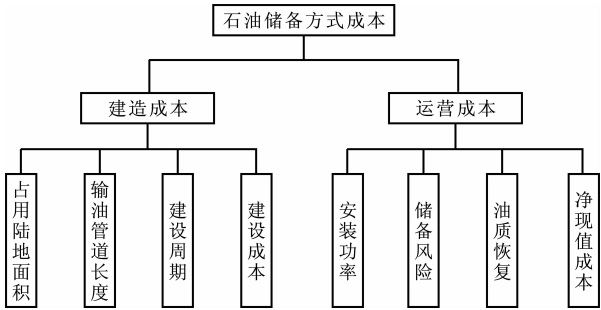 石油储备方式成本
建造成本
运营成本
占用陆地面积
输油管道长度
建设周期
建设成本
安装功率
储备风险
油质恢复
净现值成本